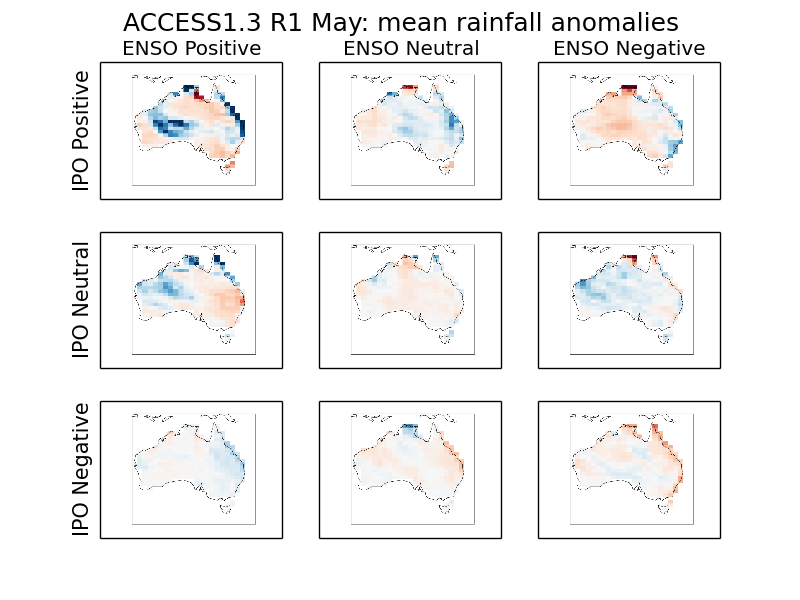 ACCESS1.3 R1 May: mean rainfall anomalies
ENSO Positive ENSO Neutral ENSO Negative
IPO Positive
IPO Neutral
IPO Negative